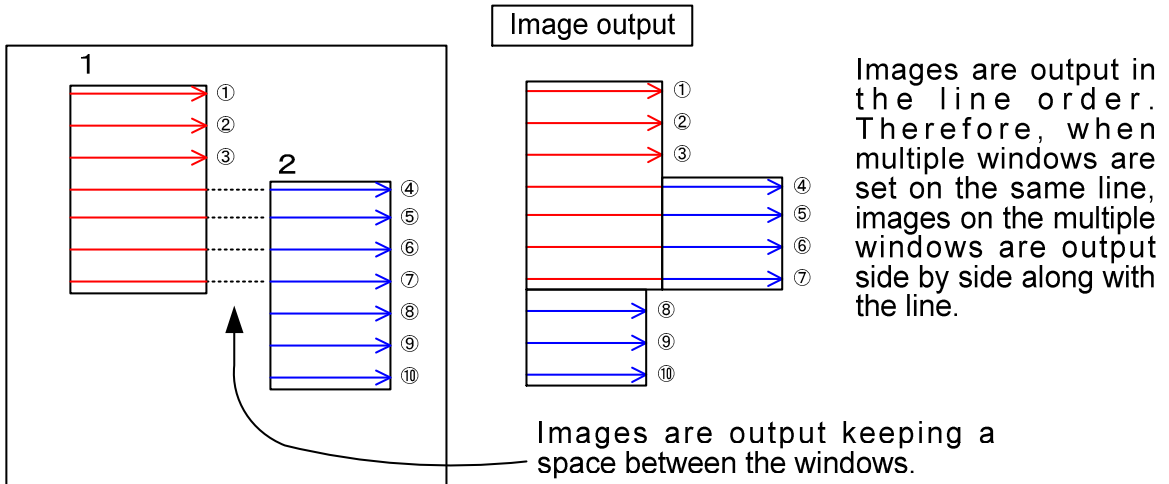 Image output
1
①
②
③
2
④
⑤
⑥
⑦
⑧
⑨
⑩
①
②
③
④
⑤
⑥
⑦
⑧
⑨
⑩
Images are output in
the line order.
Therefore, when
multiple windows are
set on the same line,
images on the multiple
windows are output
side by side along with
the line.
Images are output keeping a
space between the windows.